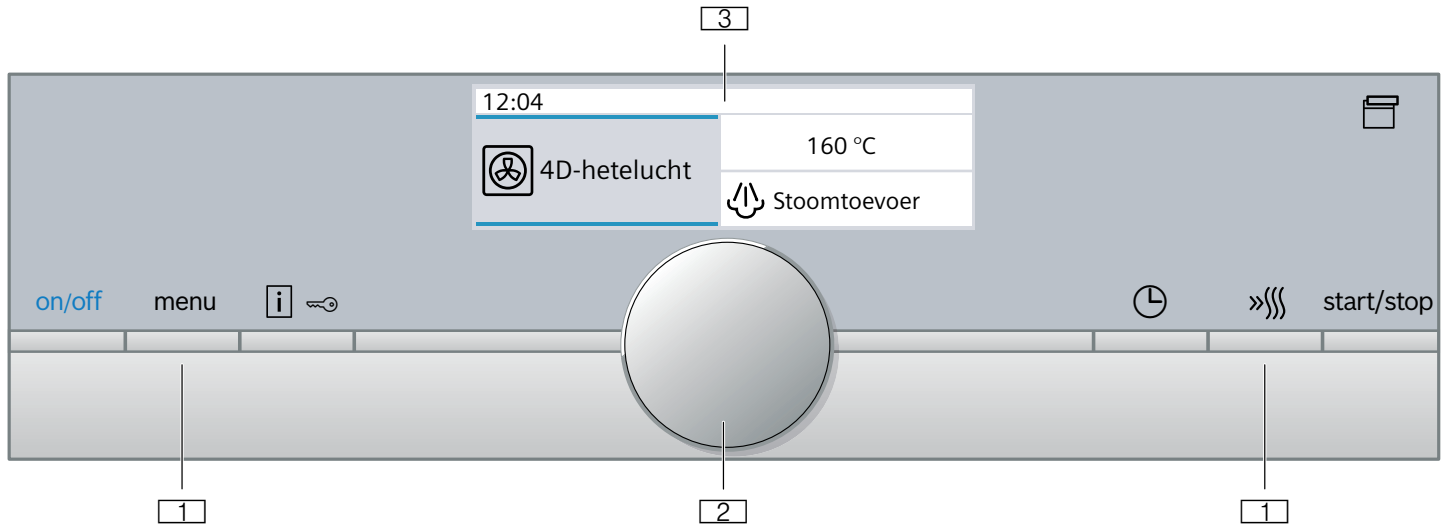 3
12:04
4D-hetelucht
160 °C
Stoomtoevoer
on/off menu i start/stop
1 2 1